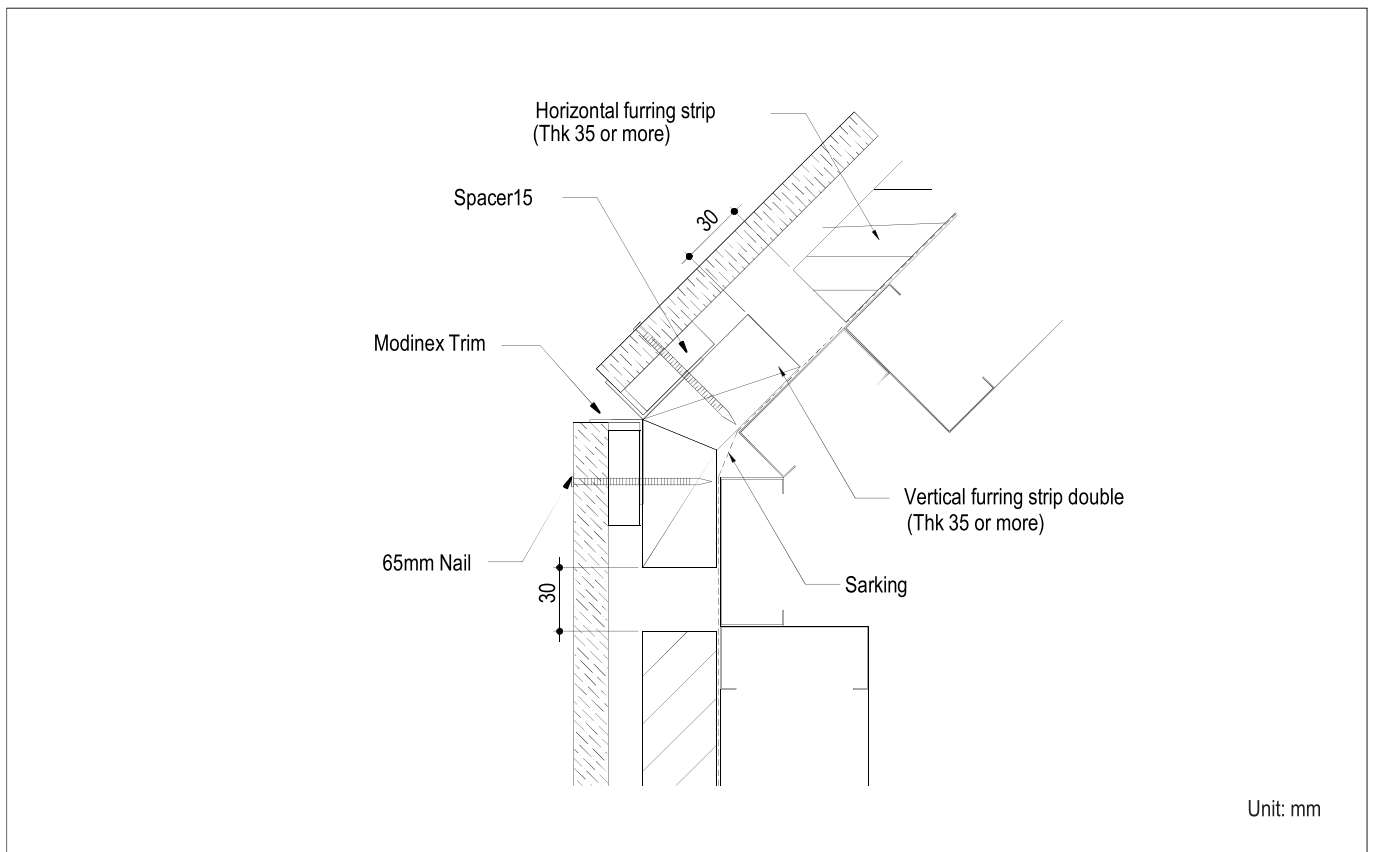 Horizontal furring strip
(Thk 35 or more)
Spacer15
30
Modinex Trim
Vertical furring strip double
(Thk 35 or more)
65mm Nail
30
Sarking
Unit: mm